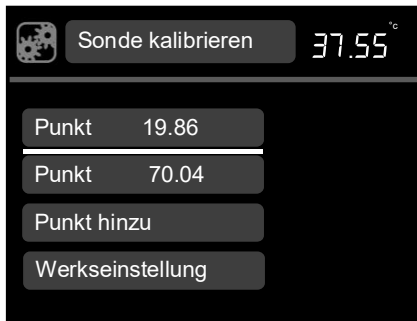 Sonde kalibrieren 37.55 °c
Punkt 19.86
Punkt 70.04
Punkt hinzu
Werkseinstellung